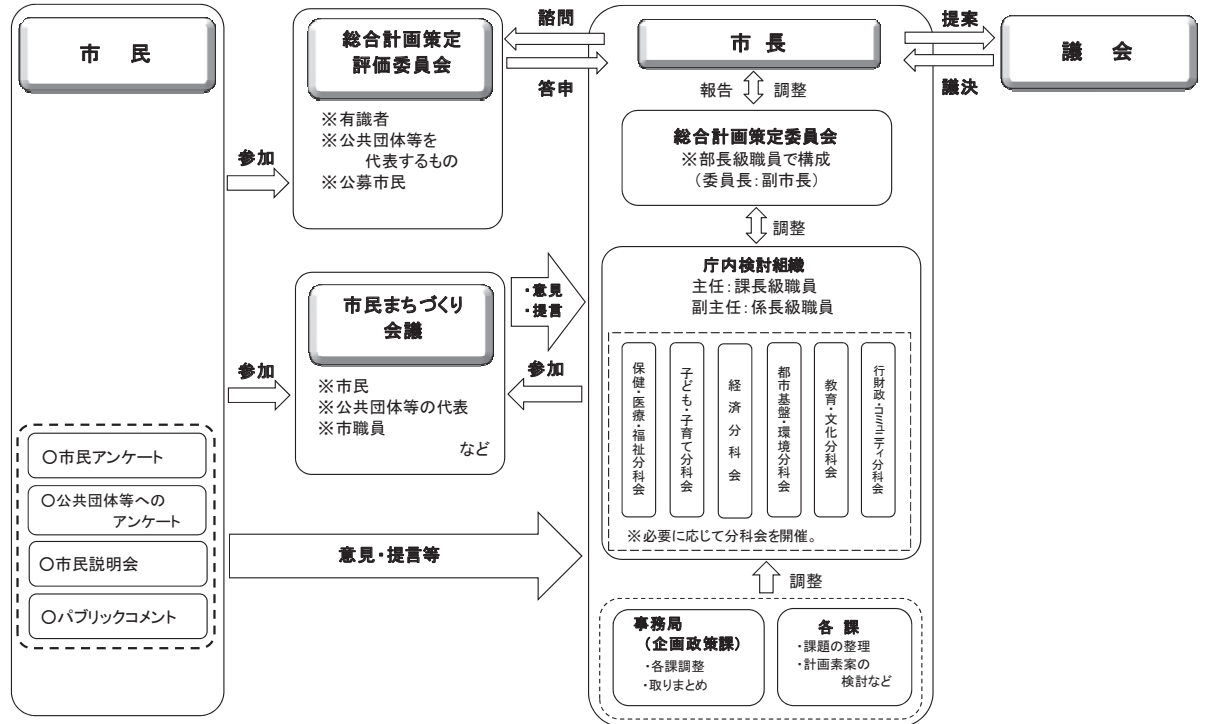 市　民
○市民アンケート
○公共団体等への
アンケート
○市民説明会
○パブリックコメント
参加
参加
意見・提言等
総合計画策定
評価委員会
※有識者
※公共団体等を
代表するもの
※公募市民
諮問
答申
市民まちづくり
会議
※市民
※公共団体等の代表
※市職員
など
・意見
・提言
参加
市 長
報告
調整
総合計画策定委員会
※部長級職員で構成
（委員長：副市長）
調整
庁内検討組織
主任：課長級職員
副主任：係長級職員
保健・医療・福祉分科会
子ども・子育て分科会
経済分科会
都市基盤・環境分科会
教育・文化分科会
行財政・コミュニティ分科会
※必要に応じて分科会を開催。
調整
事務局
（企画政策課）
・各課調整
・取りまとめ
各 課
・課題の整理
・計画素案の
検討など
提案
議決
議　会